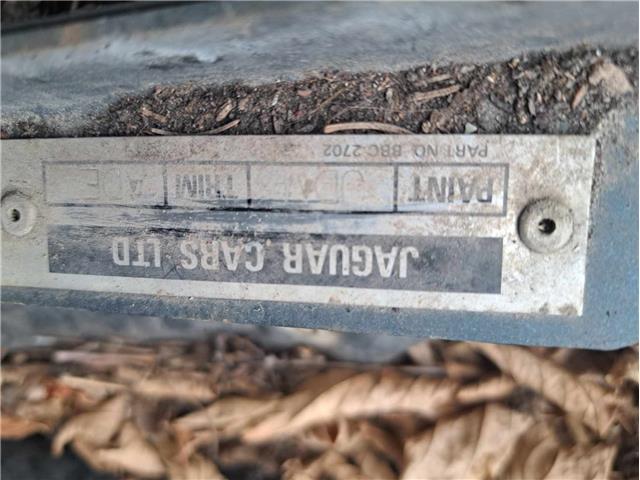 JAGUAR CARS LTD
PAINT TRIM
PART NO. BBC 2702